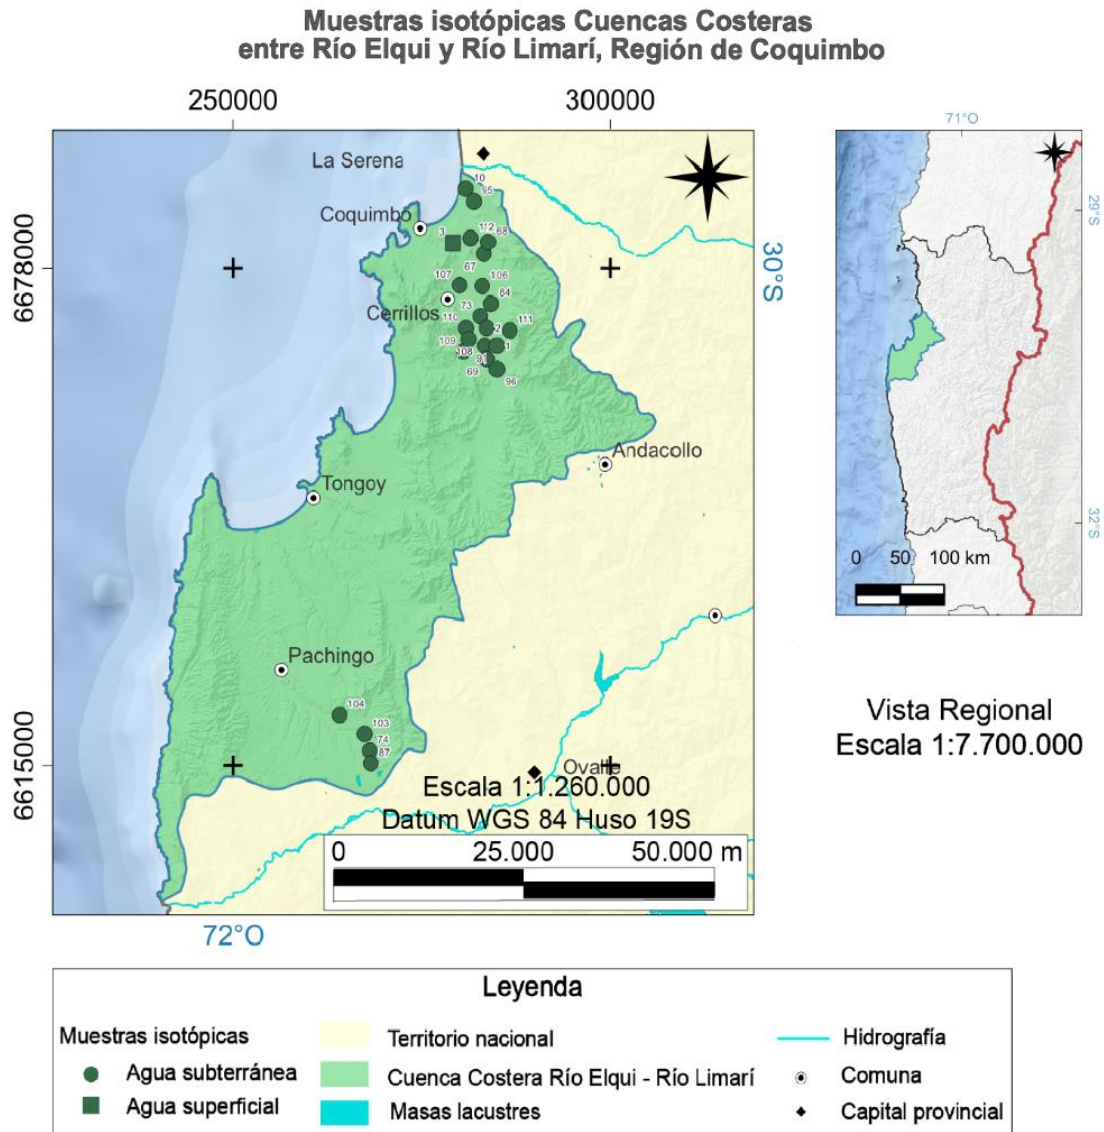 Muestras isotópicas Cuencas Costeras
entre Río Elqui y Río Limarí, Región de Coquimbo
250000
300000
La Serena
10
95
Coquimbo
3
112
68
67
6678000
30°S
107
106
84
Cerrillos
73
110
2
111
109
1
108
91
69
96
Andacollo
Tongoy
Pachingo
104
103
74
87
6615000
Ovalle
Escala 1:1.260.000
Datum WGS 84 Huso 19S
0 25.000 50.000 m
72°O
71°O
29°S
32°S
0 50 100 km
Vista Regional
Escala 1:7.700.000
Leyenda
Muestras isotópicas
Agua subterránea
Agua superficial
Territorio nacional
Cuenca Costera Río Elqui - Río Limarí
Masas lacustres
Hidrografía
Comuna
Capital provincial